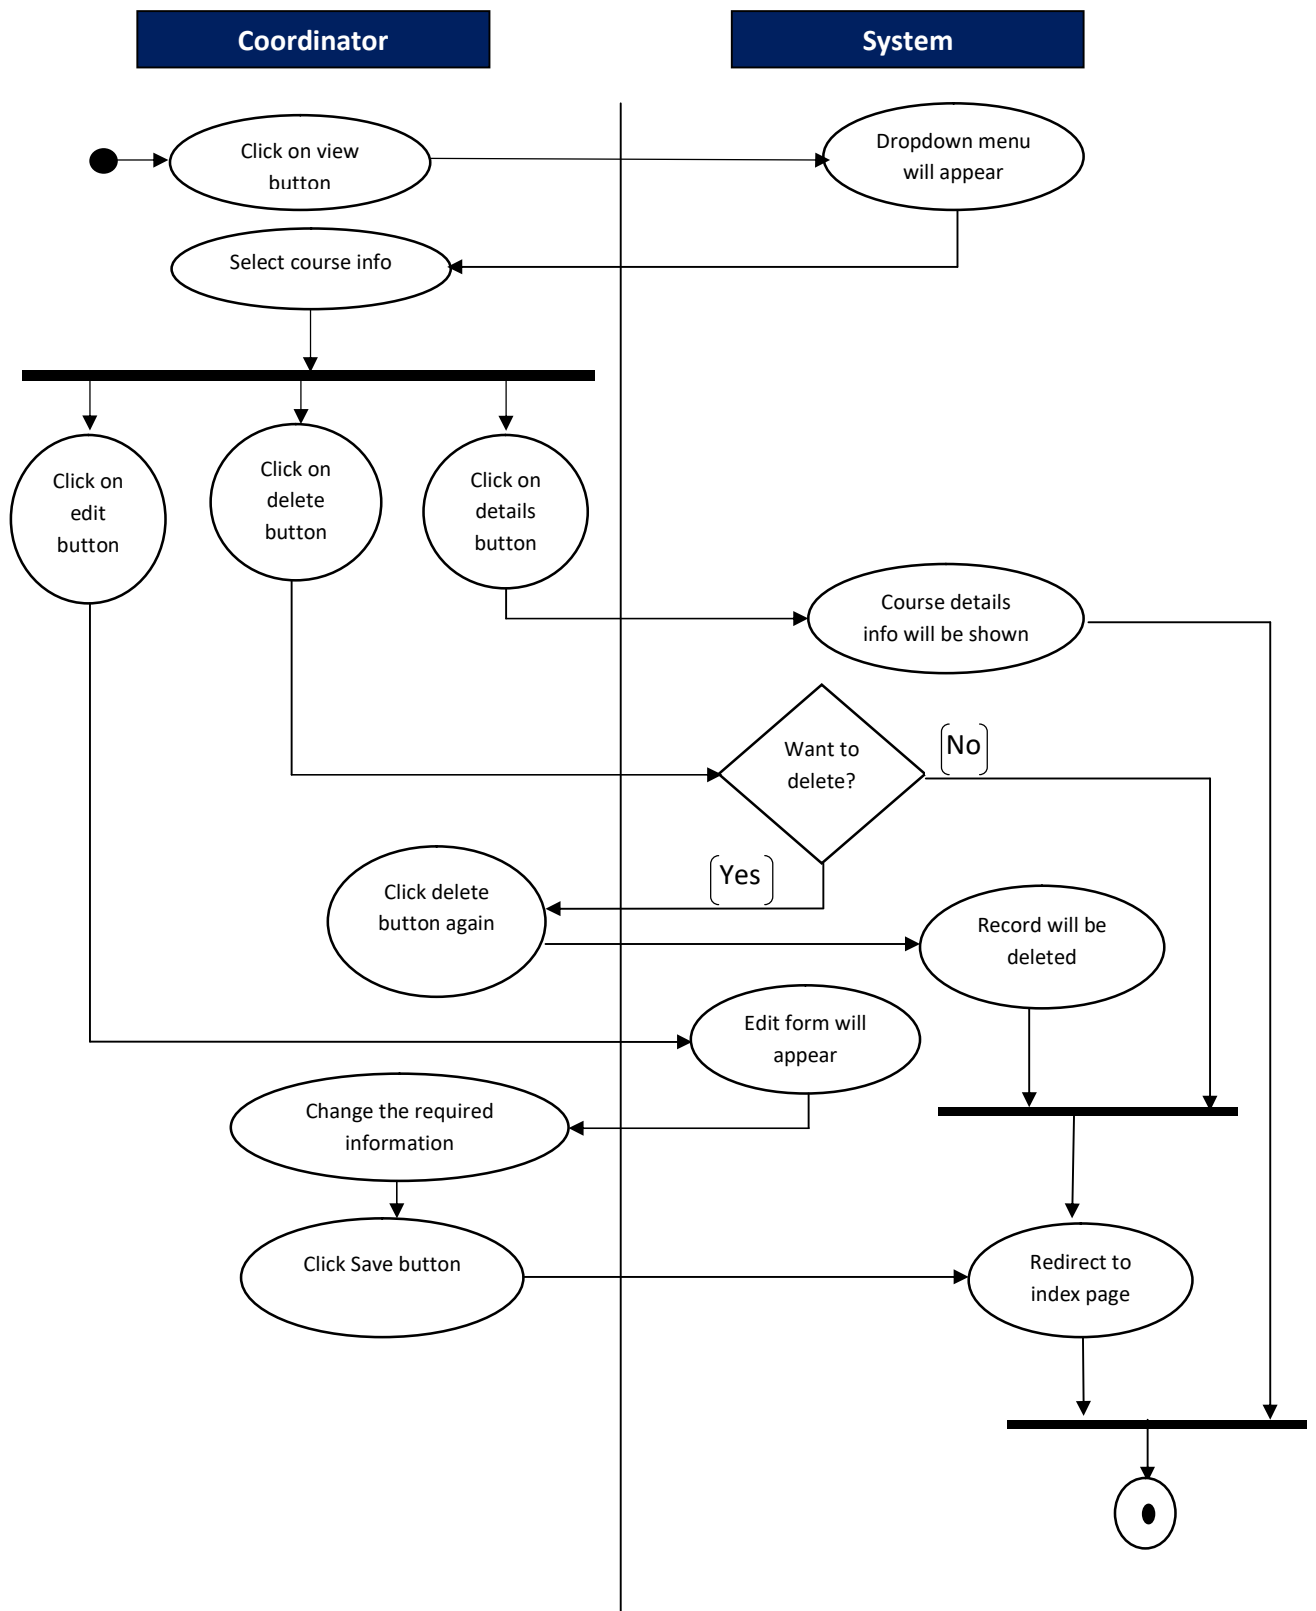 Coordinator
System
Click on view
button
Dropdown menu
will appear
Select course info
Click on
edit
button
Click on
delete
button
Click on
details
button
Course details
info will be shown
Want to
delete?
[No]
[Yes]
Click delete
button again
Record will be
deleted
Edit form will
appear
Change the required
information
Click Save button
Redirect to
index page